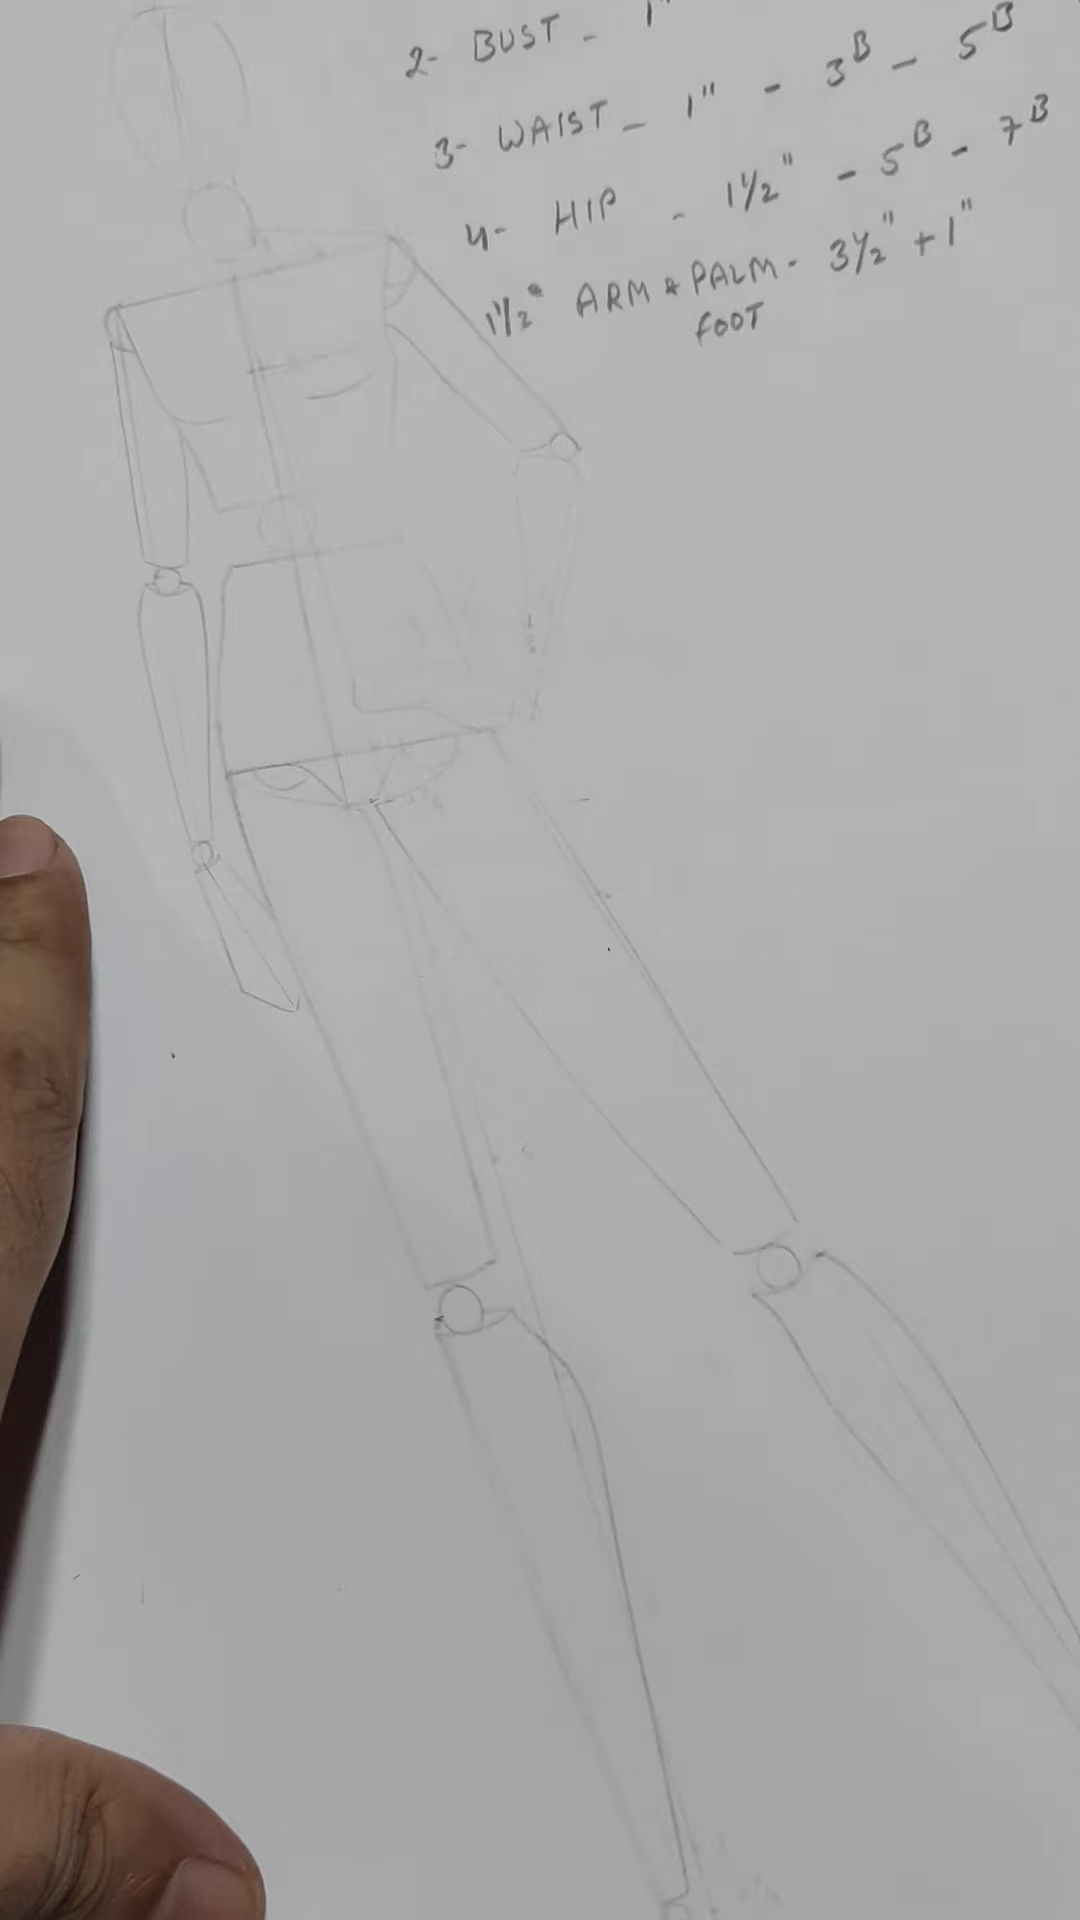 2- BUST - 1"
3- WAIST - 1" - 3B - 5B
4- HIP - 1½" - 5B - 7B
1½" ARM & PALM - 3½" + 1"
FOOT